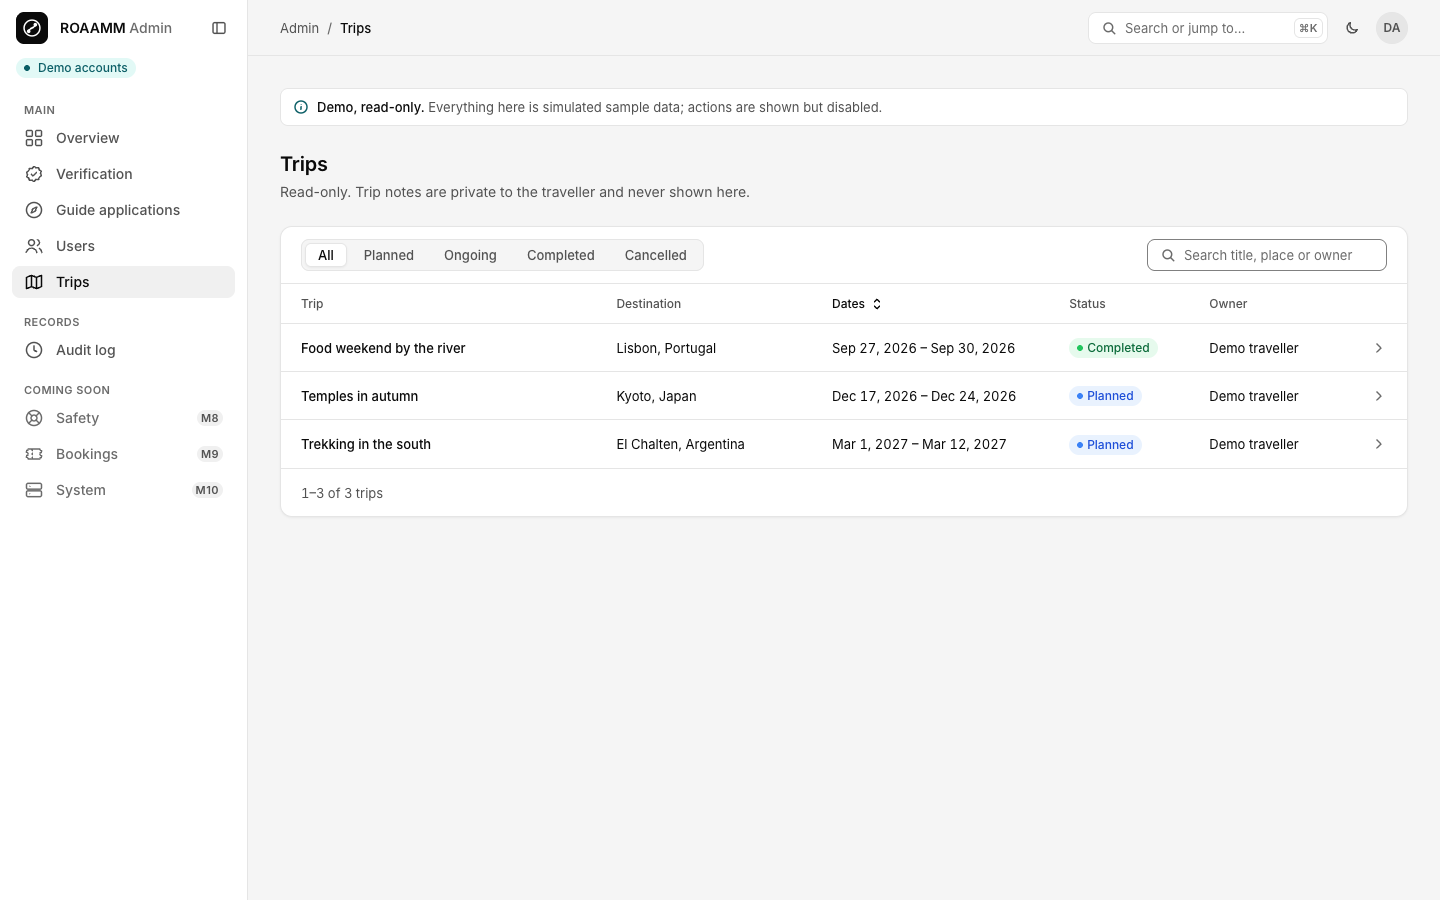 ROAAMM Admin
Demo accounts
MAIN
Overview
Verification
Guide applications
Users
Trips
RECORDS
Audit log
COMING SOON
Safety M8
Bookings M9
System M10
Admin / Trips
Search or jump to... ⌘K
DA
Demo, read-only. Everything here is simulated sample data; actions are shown but disabled.
Trips
Read-only. Trip notes are private to the traveller and never shown here.
All Planned Ongoing Completed Cancelled
Search title, place or owner
Trip Destination Dates Status Owner
Food weekend by the river Lisbon, Portugal Sep 27, 2026 – Sep 30, 2026 Completed Demo traveller
Temples in autumn Kyoto, Japan Dec 17, 2026 – Dec 24, 2026 Planned Demo traveller
Trekking in the south El Chalten, Argentina Mar 1, 2027 – Mar 12, 2027 Planned Demo traveller
1–3 of 3 trips